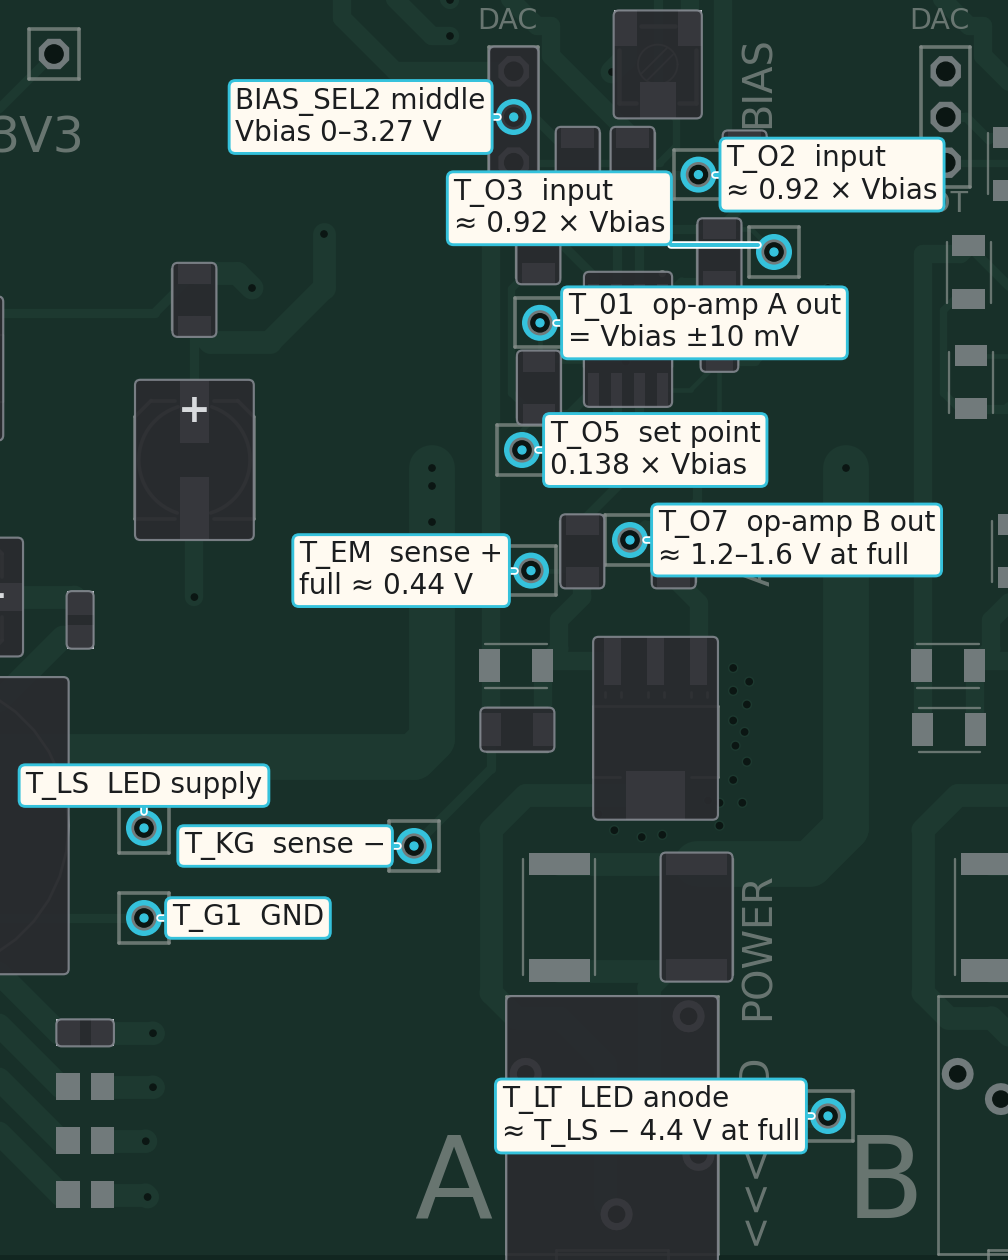 DAC
DAC
BIAS
3V3
BIAS_SEL2 middle
Vbias 0–3.27 V
T_O2  input
≈ 0.92 × Vbias
T_O3  input
≈ 0.92 × Vbias
T_01  op-amp A out
= Vbias ±10 mV
+
T_O5  set point
0.138 × Vbias
T_O7  op-amp B out
≈ 1.2–1.6 V at full
T_EM  sense +
full ≈ 0.44 V
T_LS  LED supply
T_KG  sense −
T_G1  GND
POWER
T_LT  LED anode
≈ T_LS − 4.4 V at full
A
B